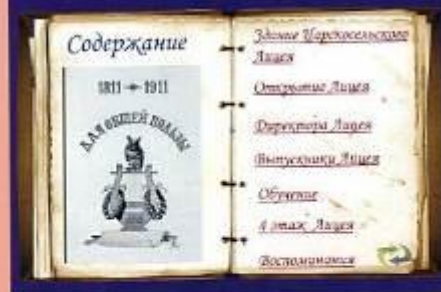 Содержание
1811 1911
ДЛЯ ОБЩЕЙ ПОЛЬЗЫ
Здание Царскосельского
Лицея
Открытие Лицея
Директора Лицея
Выпускники Лицея
Обучение
4 этаж Лицея
Воспоминания